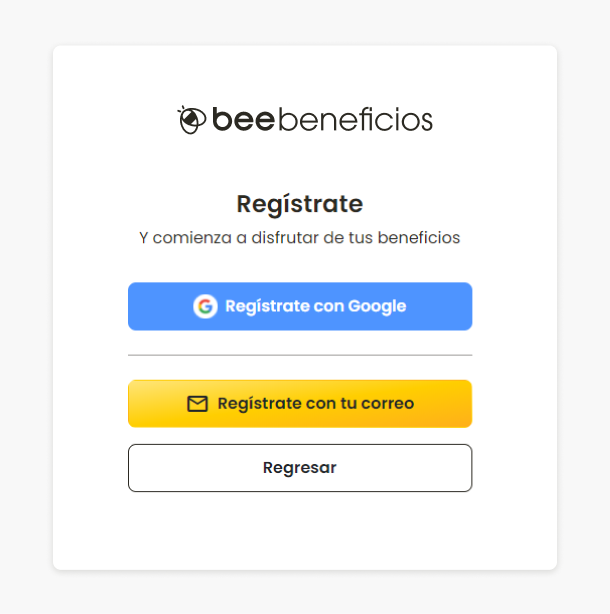 beebeneficios
Regístrate
Y comienza a disfrutar de tus beneficios
Regístrate con Google
Regístrate con tu correo
Regresar